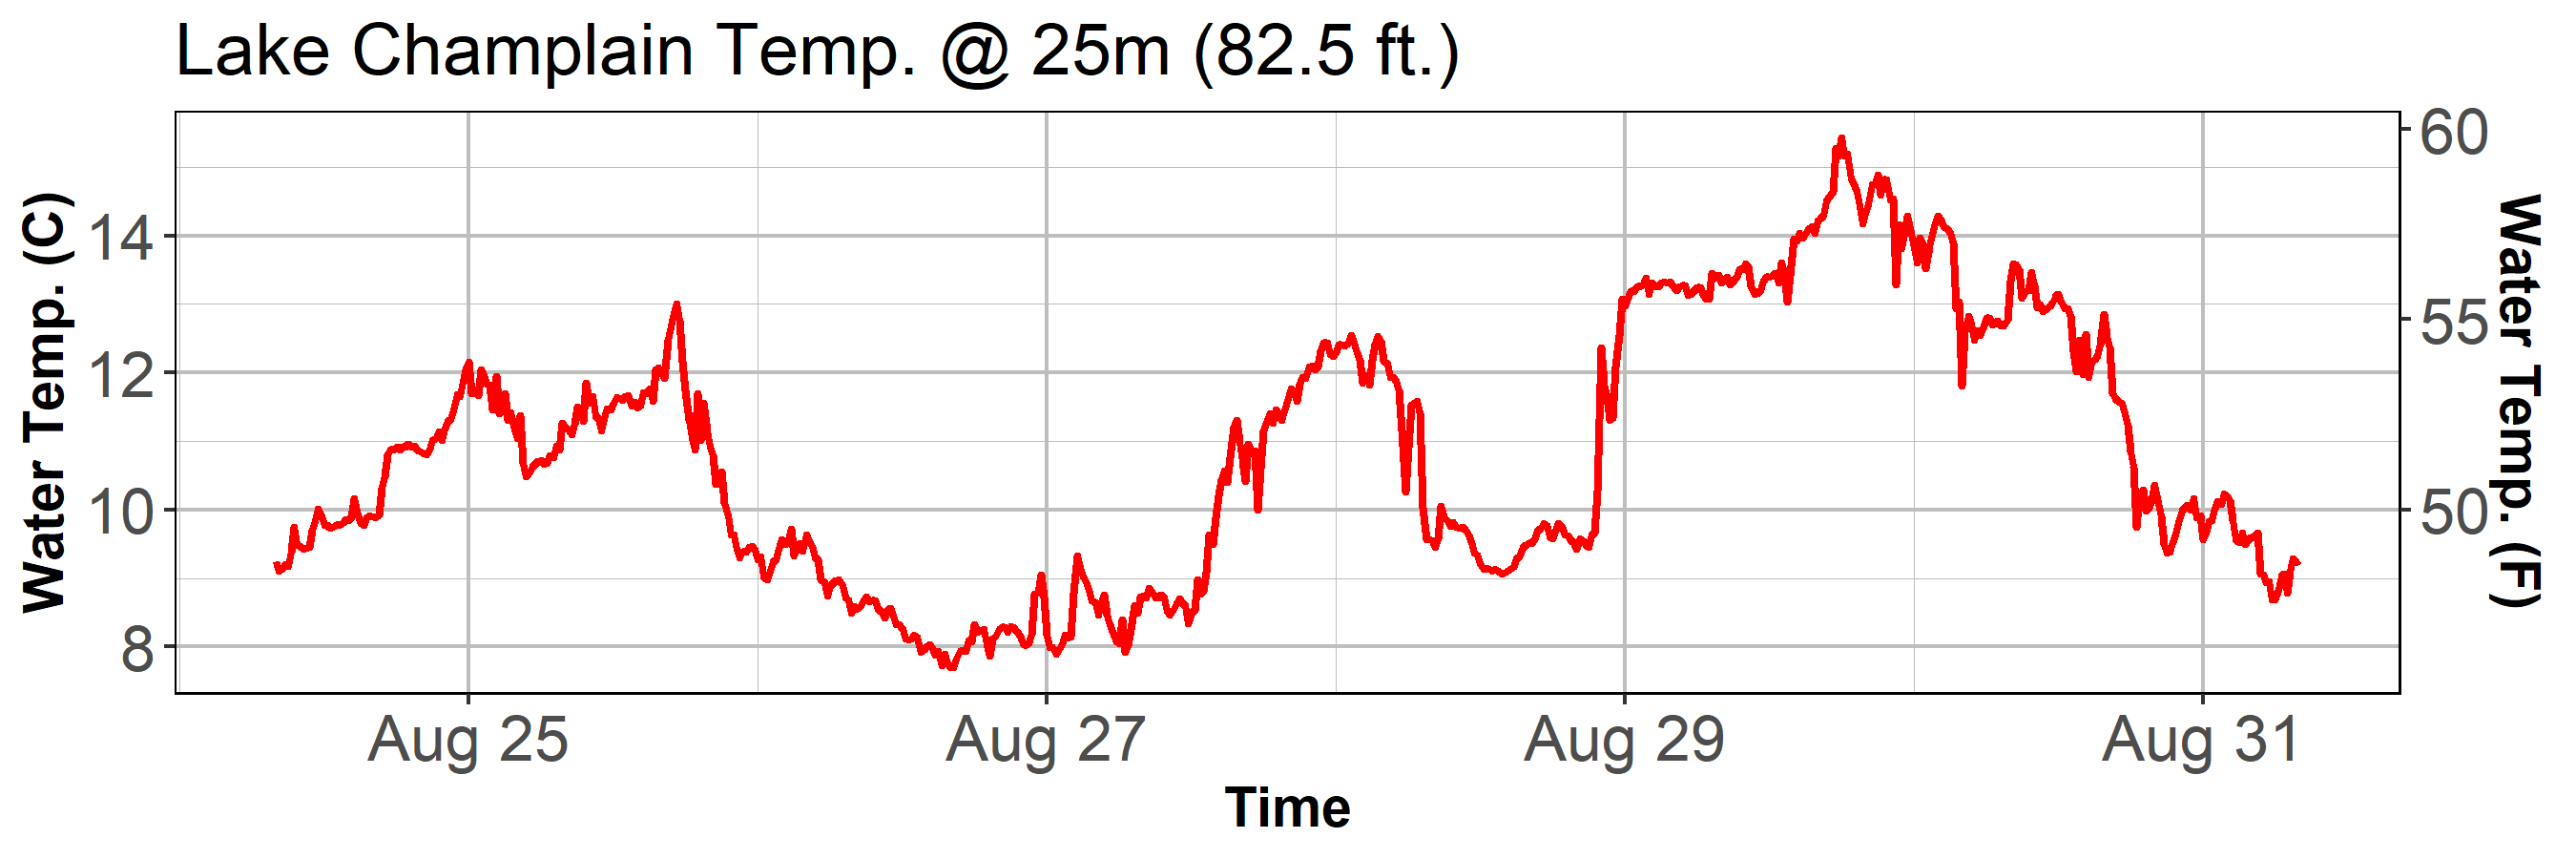 Lake Champlain Temp. @ 25m (82.5 ft.)
Water Temp. (C)
14
12
10
8
60
55
50
Water Temp. (F)
Aug 25 Aug 27 Aug 29 Aug 31
Time